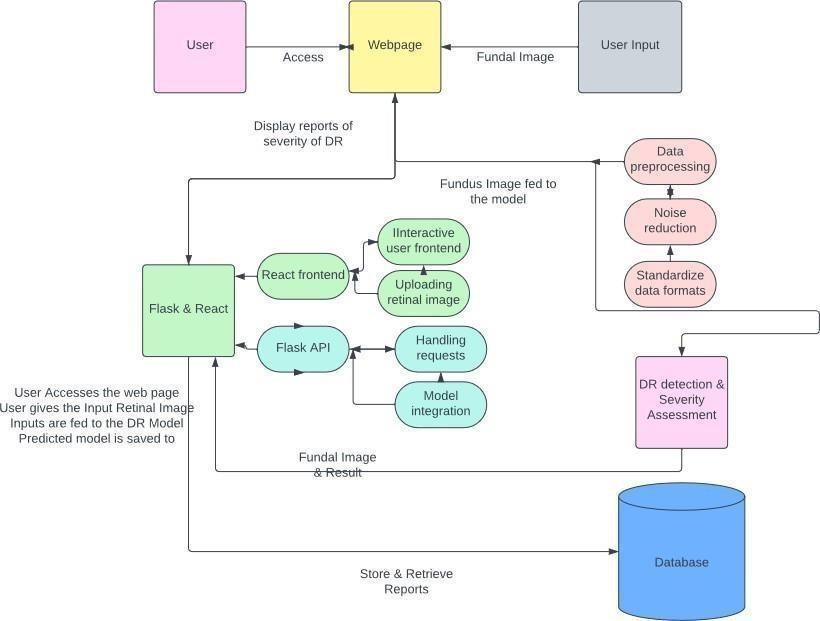 User
Access
Webpage
Fundal Image
User Input
Display reports of
severity of DR
Fundus Image fed to
the model
Data
preprocessing
Noise
reduction
Standardize
data formats
IInteractive
user frontend
React frontend
Uploading
retinal image
Flask & React
Flask API
Handling
requests
Model
integration
DR detection &
Severity
Assessment
User Accesses the web page
User gives the Input Retinal Image
Inputs are fed to the DR Model
Predicted model is saved to
Fundal Image
& Result
Database
Store & Retrieve
Reports